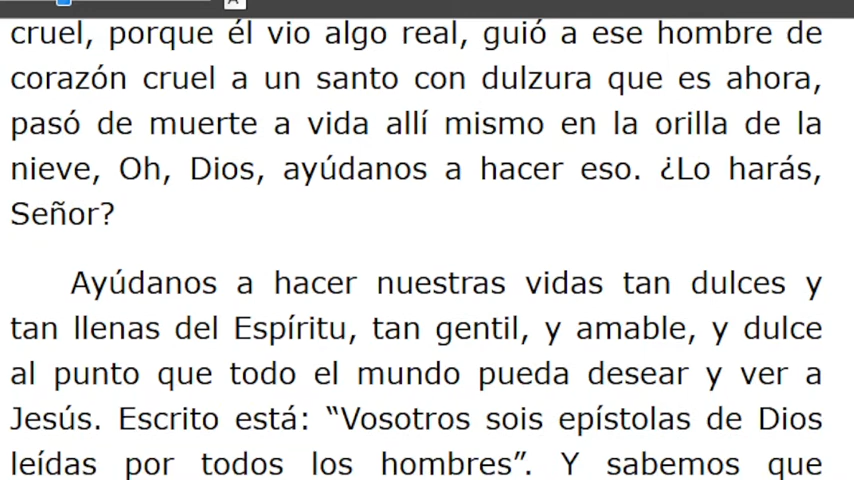 cruel, porque él vio algo real, guió a ese hombre de
corazón cruel a un santo con dulzura que es ahora,
pasó de muerte a vida allí mismo en la orilla de la
nieve, Oh, Dios, ayúdanos a hacer eso. ¿Lo harás,
Señor?
Ayúdanos a hacer nuestras vidas tan dulces y
tan llenas del Espíritu, tan gentil, y amable, y dulce
al punto que todo el mundo pueda desear y ver a
Jesús. Escrito está: “Vosotros sois epístolas de Dios
leídas por todos los hombres”. Y sabemos que